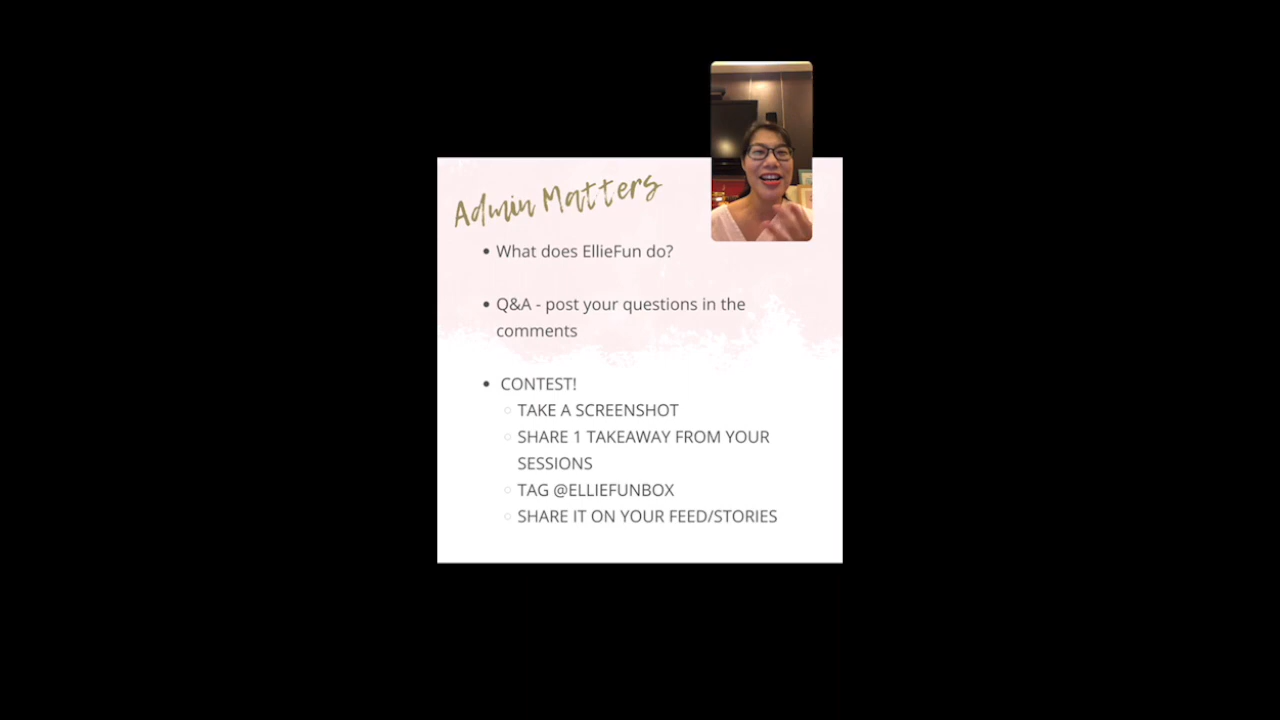 Admin Matters
What does EllieFun do?
Q&A - post your questions in the
comments
CONTEST!
TAKE A SCREENSHOT
SHARE 1 TAKEAWAY FROM YOUR
SESSIONS
TAG @ELLIEFUNBOX
SHARE IT ON YOUR FEED/STORIES